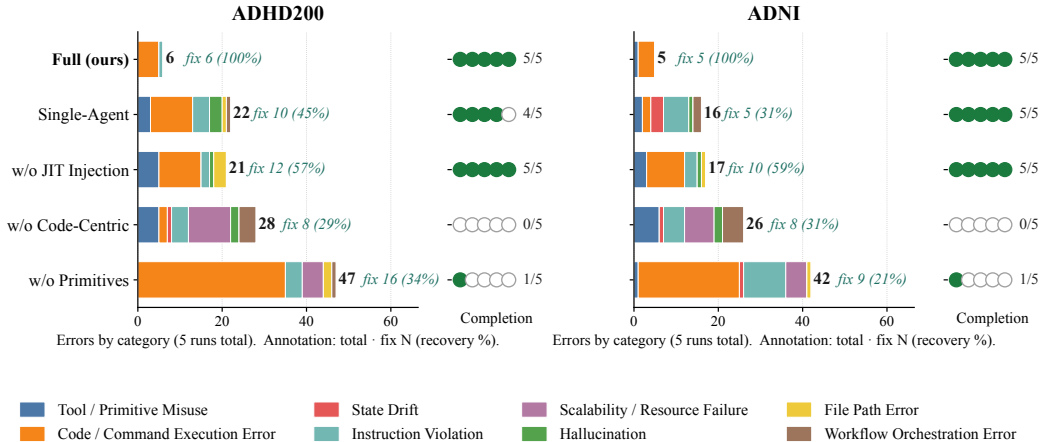 ADHD200
ADNI
Full (ours)
6 fix 6 (100%)
5/5
5 fix 5 (100%)
5/5
Single-Agent
22 fix 10 (45%)
4/5
16 fix 5 (31%)
5/5
w/o JIT Injection
21 fix 12 (57%)
5/5
17 fix 10 (59%)
5/5
w/o Code-Centric
28 fix 8 (29%)
0/5
26 fix 8 (31%)
0/5
w/o Primitives
47 fix 16 (34%)
1/5
42 fix 9 (21%)
1/5
0 20 40 60
Completion
0 20 40 60
Completion
Errors by category (5 runs total). Annotation: total · fix N (recovery %).
Errors by category (5 runs total). Annotation: total · fix N (recovery %).
Tool / Primitive Misuse
State Drift
Scalability / Resource Failure
File Path Error
Code / Command Execution Error
Instruction Violation
Hallucination
Workflow Orchestration Error